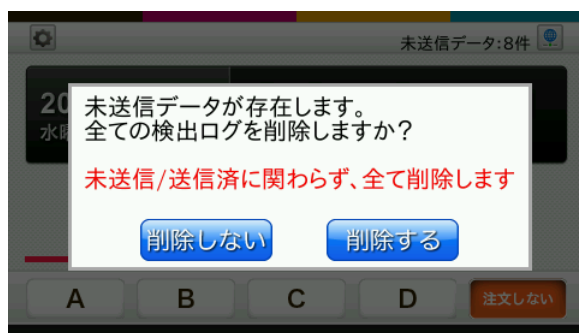 未送信データ:8件
20
水曜
未送信データが存在します。
全ての検出ログを削除しますか？
未送信/送信済に関わらず、全て削除します
削除しない
削除する
A
B
C
D
注文しない